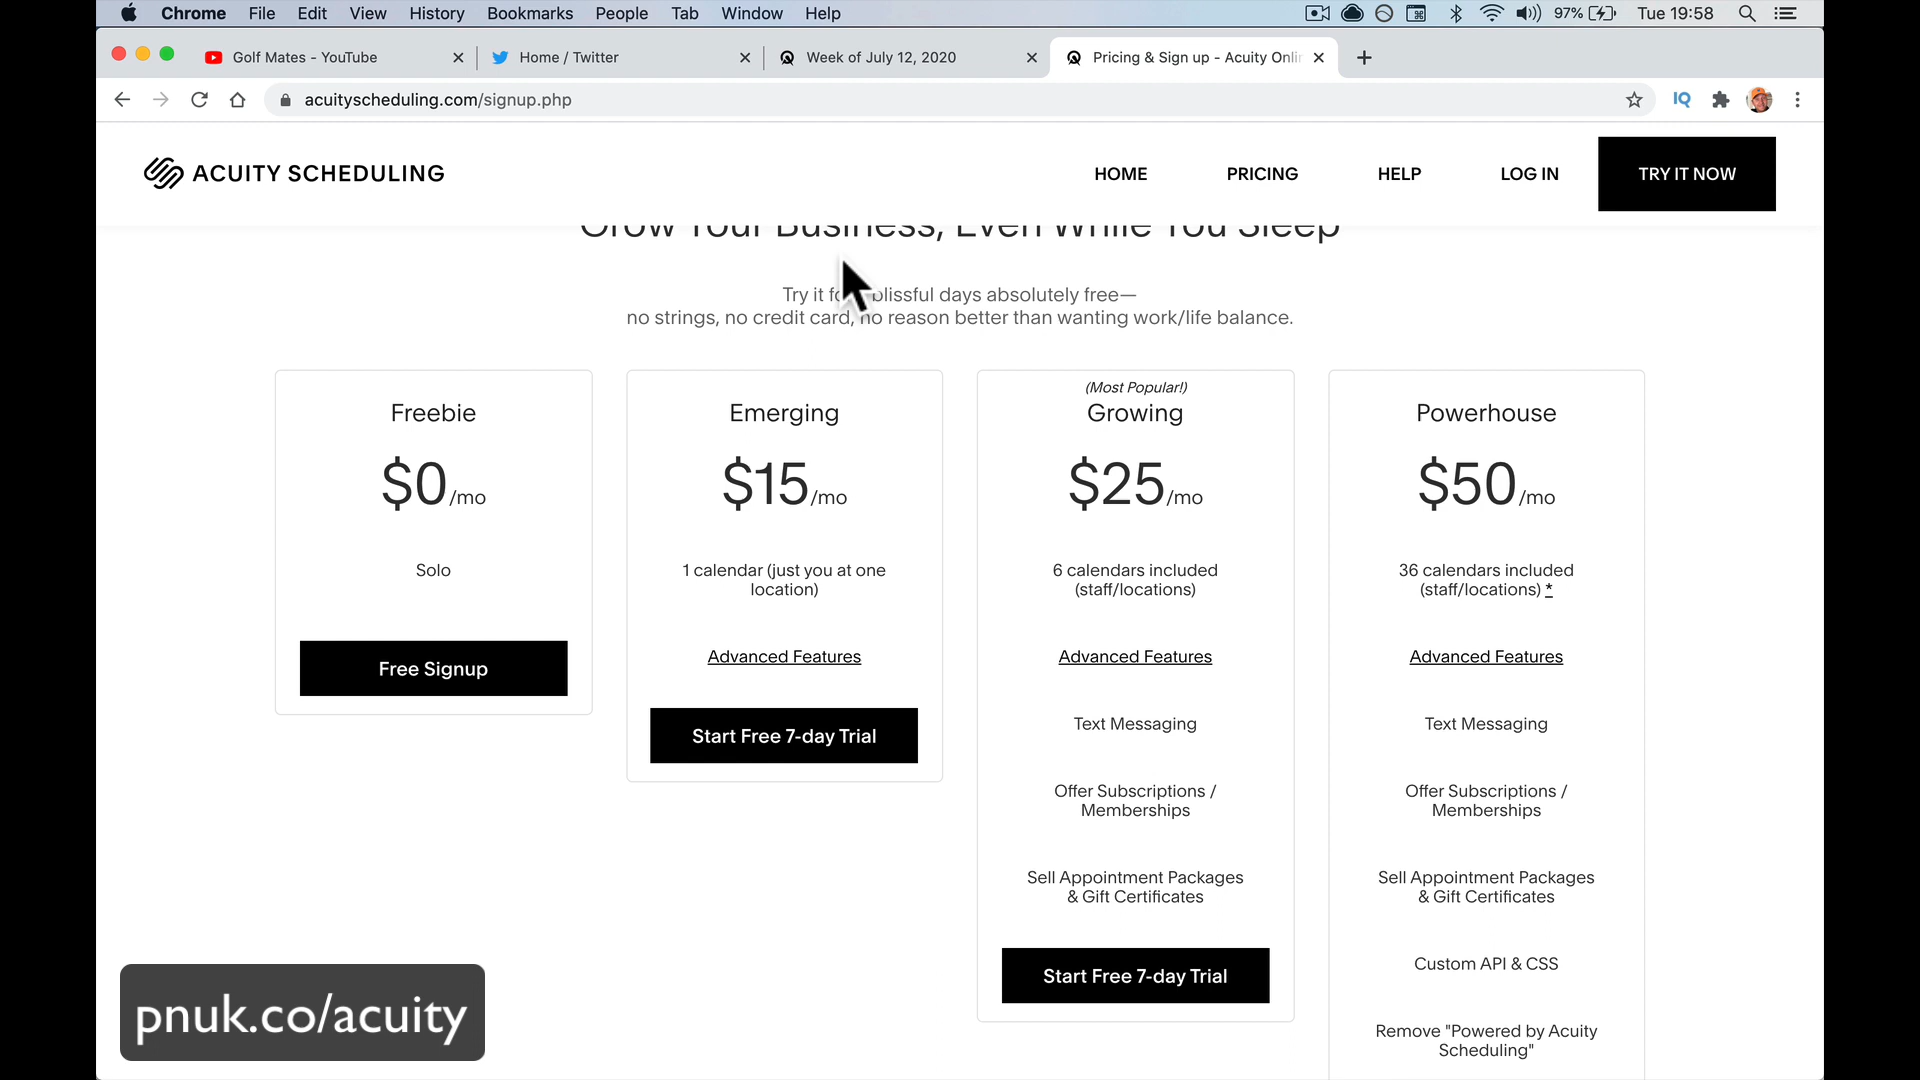 Chrome File Edit View History Bookmarks People Tab Window Help 97% Tue 19:58
Golf Mates - YouTube Home / Twitter Week of July 12, 2020 Pricing & Sign up - Acuity Onli
acuityscheduling.com/signup.php IQ
ACUITY SCHEDULING HOME PRICING HELP LOG IN TRY IT NOW
Grow Your Business, Even While You Sleep
Try it blissful days absolutely free—
no strings, no credit card, no reason better than wanting work/life balance.
Freebie
$0/mo
Solo
Free Signup
Emerging
$15/mo
1 calendar (just you at one
location)
Advanced Features
Start Free 7-day Trial
(Most Popular!)
Growing
$25/mo
6 calendars included
(staff/locations)
Advanced Features
Text Messaging
Offer Subscriptions /
Memberships
Sell Appointment Packages
& Gift Certificates
Start Free 7-day Trial
Powerhouse
$50/mo
36 calendars included
(staff/locations) *
Advanced Features
Text Messaging
Offer Subscriptions /
Memberships
Sell Appointment Packages
& Gift Certificates
Custom API & CSS
Remove "Powered by Acuity
Scheduling"
pnuk.co/acuity